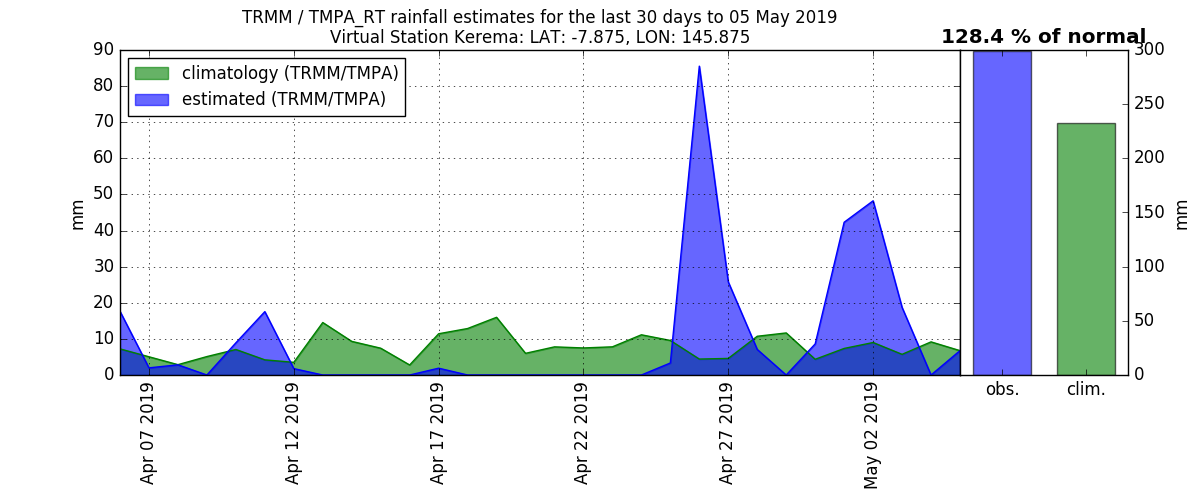 TRMM / TMPA_RT rainfall estimates for the last 30 days to 05 May 2019
Virtual Station Kerema: LAT: -7.875, LON: 145.875
128.4 % of normal
climatology (TRMM/TMPA)
estimated (TRMM/TMPA)
mm
90
80
70
60
50
40
30
20
10
0
Apr 07 2019
Apr 12 2019
Apr 17 2019
Apr 22 2019
Apr 27 2019
May 02 2019
obs.
clim.
300
250
200
150
100
50
0
mm